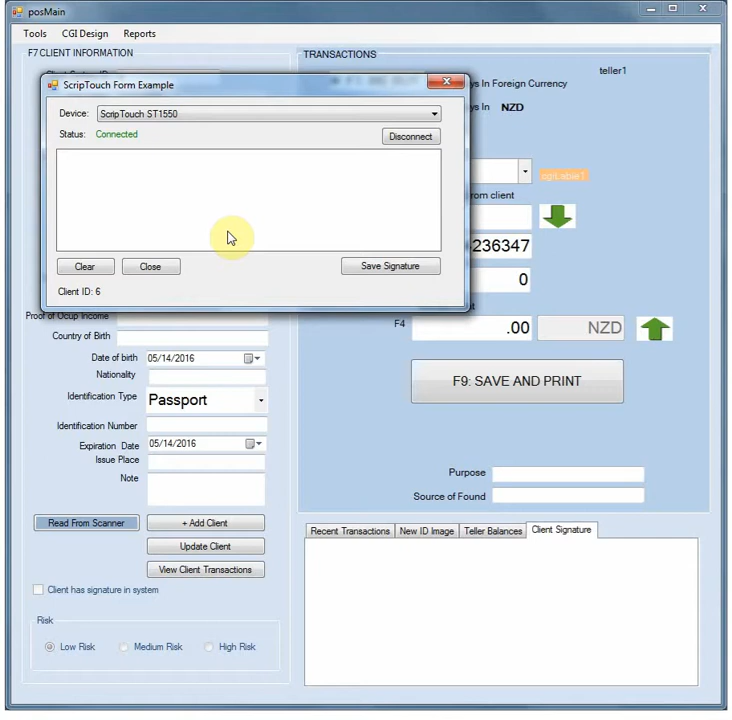 posMain
Tools CGI Design Reports
F7 CLIENT INFORMATION
TRANSACTIONS
teller1
ys In Foreign Currency
ys In NZD
ScripTouch Form Example
Device: ScripTouch ST1550
Status: Connected
Disconnect
Clear
Close
Save Signature
Client ID: 6
rom client
236347
0
F4
.00
NZD
F9: SAVE AND PRINT
Proof of Ocup Income
Country of Birth
Date of birth 05/14/2016
Nationality
Identification Type Passport
Identification Number
Expiration Date 05/14/2016
Issue Place
Note
Purpose
Source of Found
Read From Scanner
+ Add Client
Update Client
View Client Transactions
Client has signature in system
Risk
Low Risk
Medium Risk
High Risk
Recent Transactions
New ID Image
Teller Balances
Client Signature